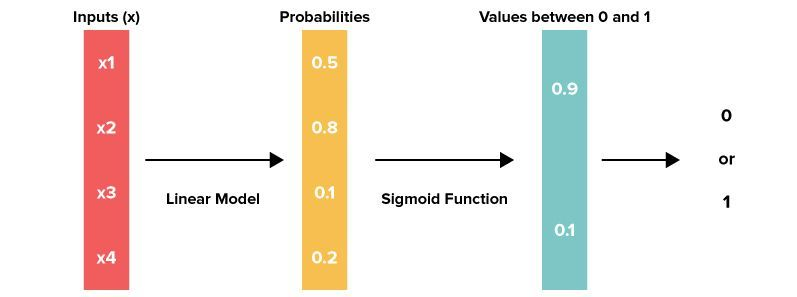 Inputs (x)
Probabilities
Values between 0 and 1
x1
x2
x3
x4
Linear Model
0.5
0.8
0.1
0.2
Sigmoid Function
0.9
0.1
0
or
1